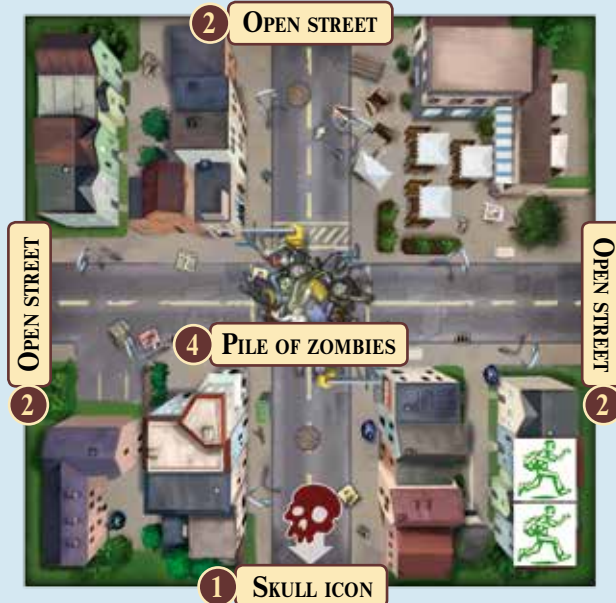 2 OPEN STREET
OPEN STREET 2
OPEN STREET 2
4 PILE OF ZOMBIES
1 SKULL ICON